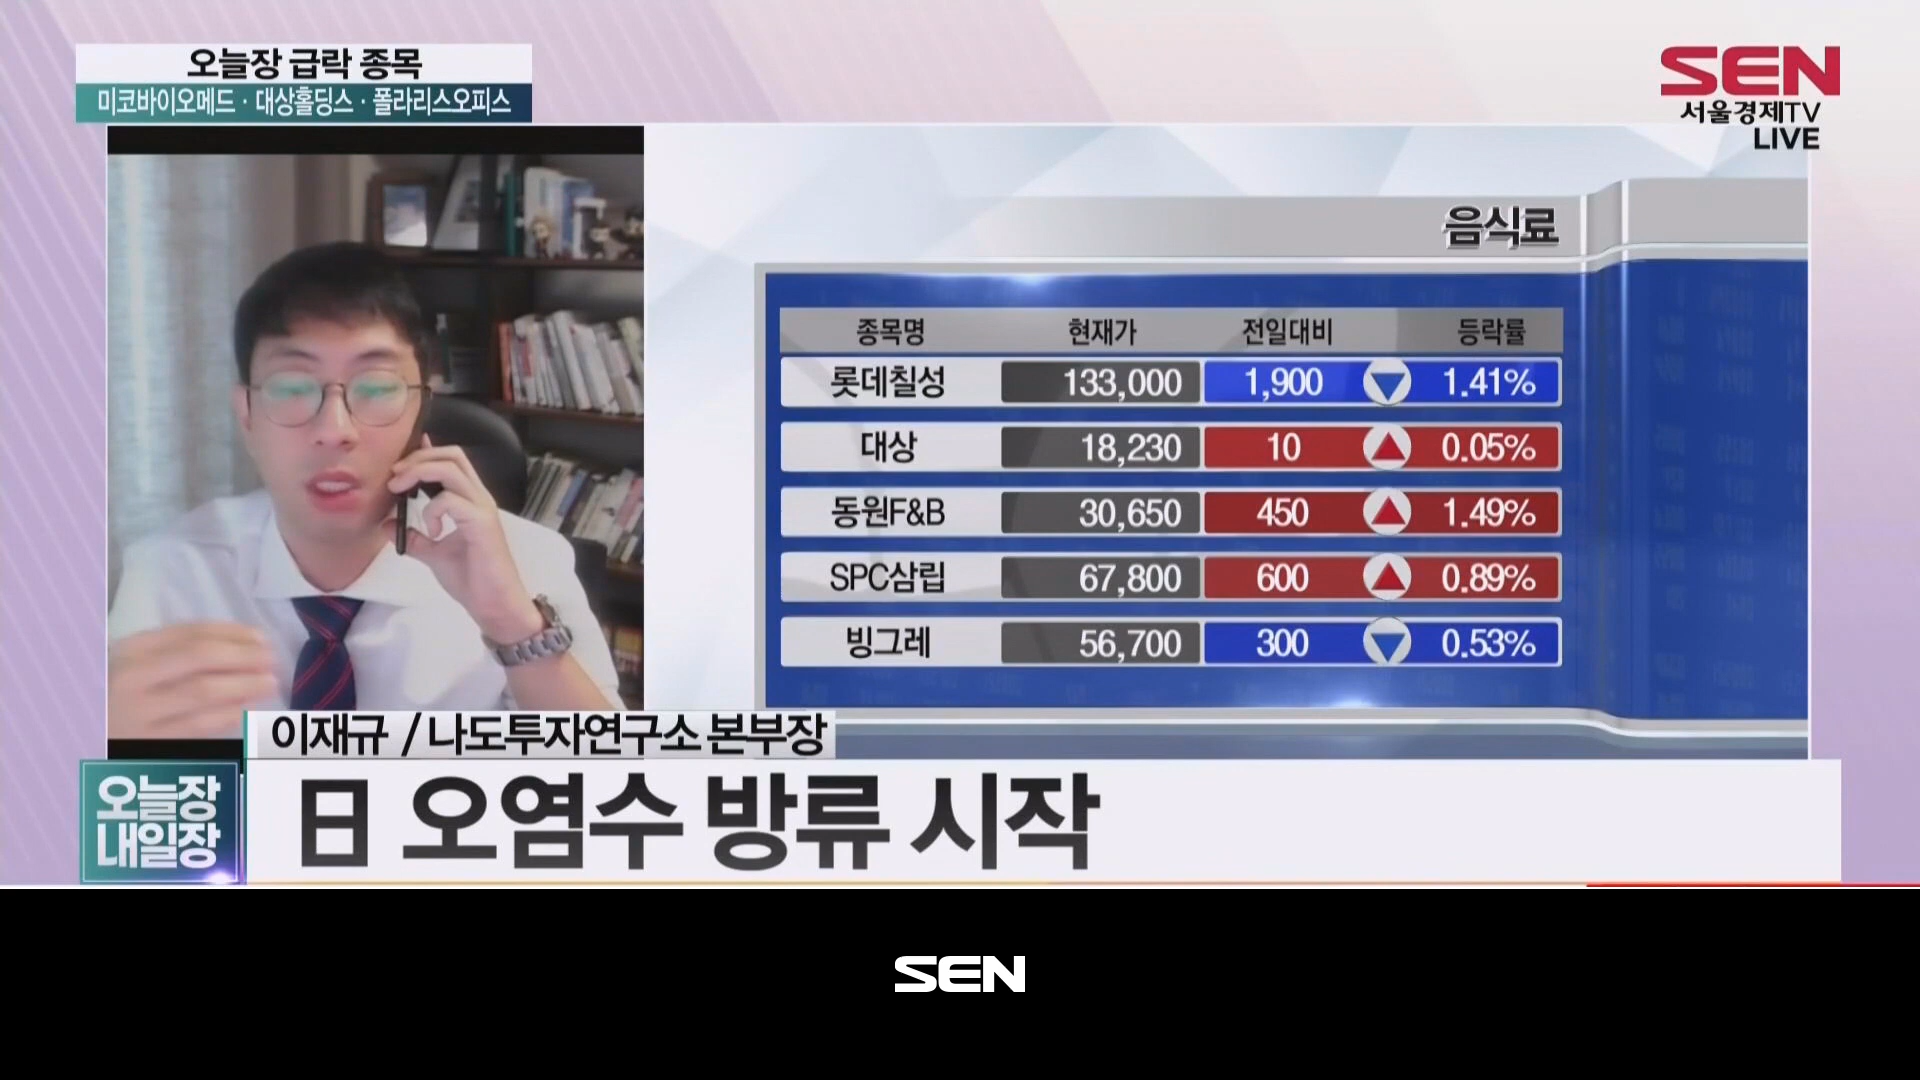 오늘장 급락 종목
미코바이오메드 · 대상홀딩스 · 폴라리스오피스
SEN
서울경제TV
LIVE
음식료
종목명 현재가 전일대비 등락률
롯데칠성 133,000 1,900 ▼ 1.41%
대상 18,230 10 ▲ 0.05%
동원F&B 30,650 450 ▲ 1.49%
SPC삼립 67,800 600 ▲ 0.89%
빙그레 56,700 300 ▼ 0.53%
이재규 / 나도투자연구소 본부장
오늘장
내일장
日 오염수 방류 시작
SEN